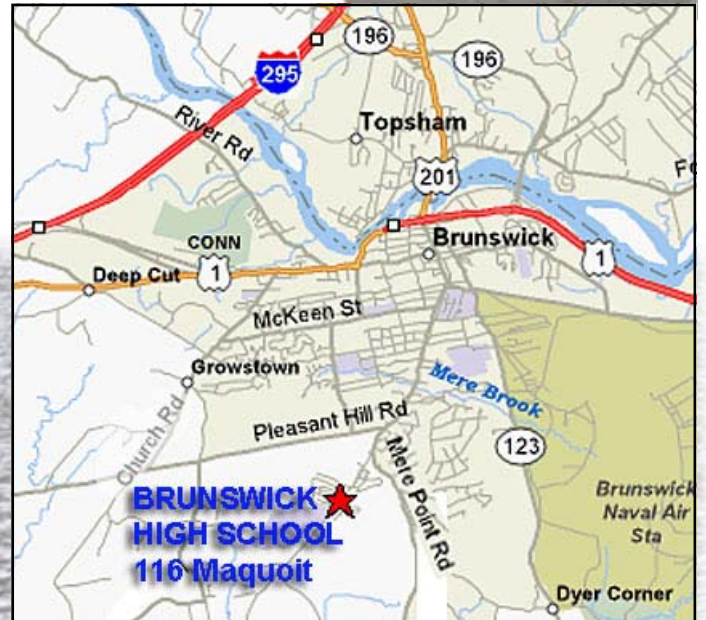 196
196
295
River Rd
Topsham
201
CONN
1
Brunswick
1
Deep Cut
McKeen St
Growstown
Mere Brook
Pleasant Hill Rd
Church Rd
Mere Point Rd
123
BRUNSWICK
HIGH SCHOOL
116 Maquoit
Brunswick
Naval Air
Sta
Dyer Corner